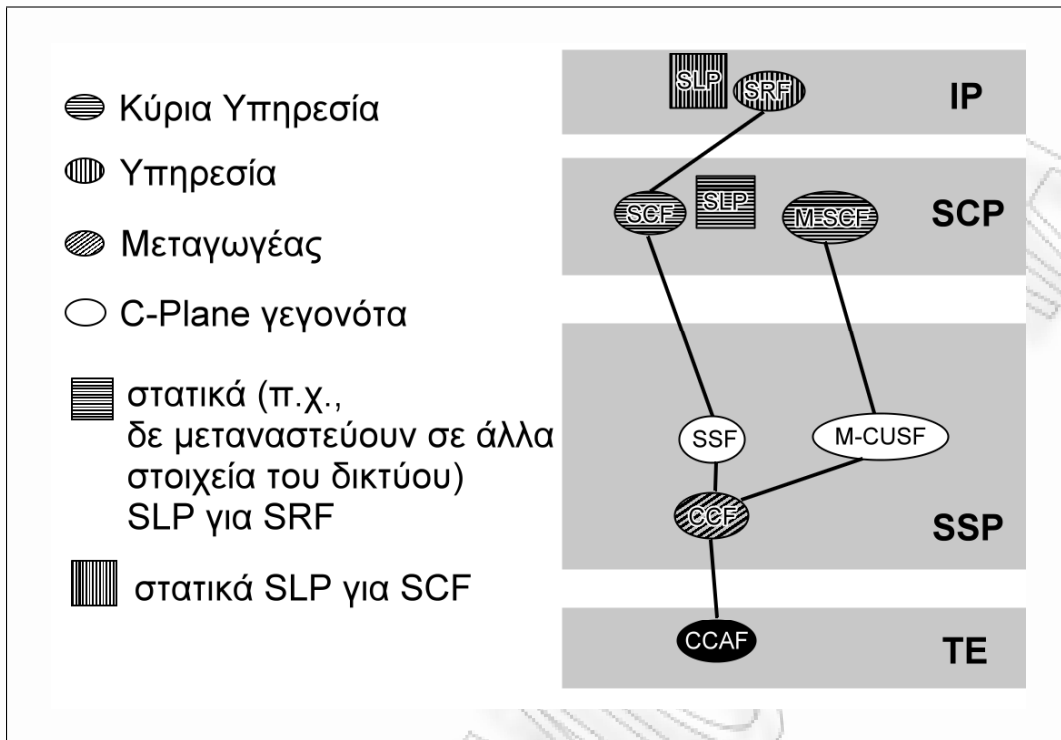 Κύρια Υπηρεσία
Υπηρεσία
Μεταγωγέας
C-Plane γεγονότα
στατικά (π.χ.,
δε μεταναστεύουν σε άλλα
στοιχεία του δικτύου)
SLP για SRF
στατικά SLP για SCF
SLP
SRF
IP
SCF
SLP
M-SCF
SCP
SSF
M-CUSF
CCF
SSP
CCAF
TE